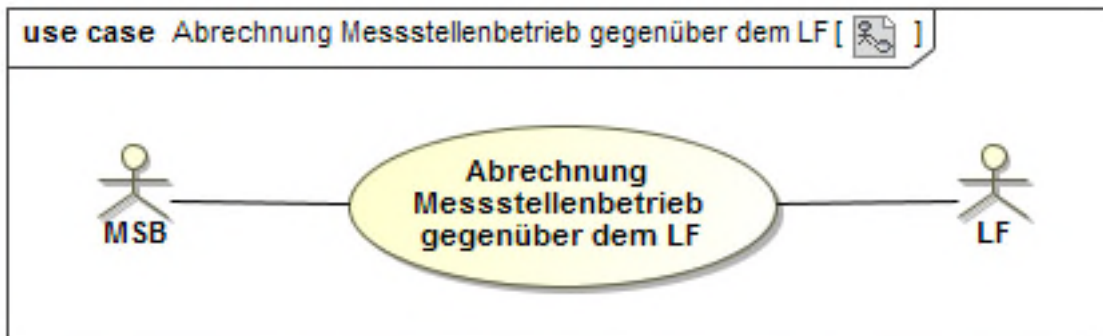 use case Abrechnung Messstellenbetrieb gegenüber dem LF [ ]
Abrechnung
Messstellenbetrieb
gegenüber dem LF
MSB
LF